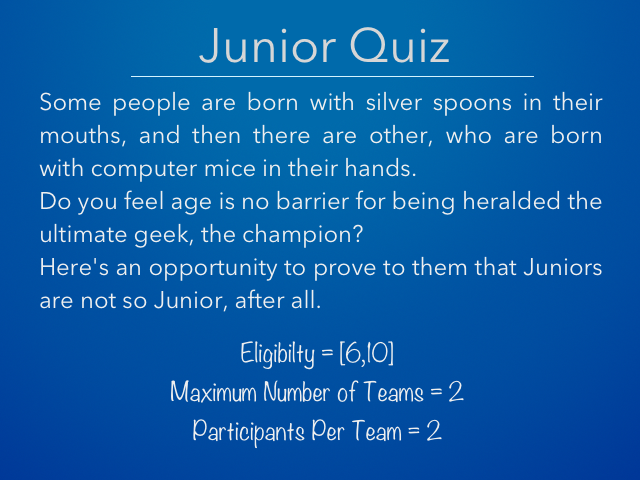 Junior Quiz
Some people are born with silver spoons in their
mouths, and then there are other, who are born
with computer mice in their hands.
Do you feel age is no barrier for being heralded the
ultimate geek, the champion?
Here's an opportunity to prove to them that Juniors
are not so Junior, after all.
Eligibilty = [6,10]
Maximum Number of Teams = 2
Participants Per Team = 2